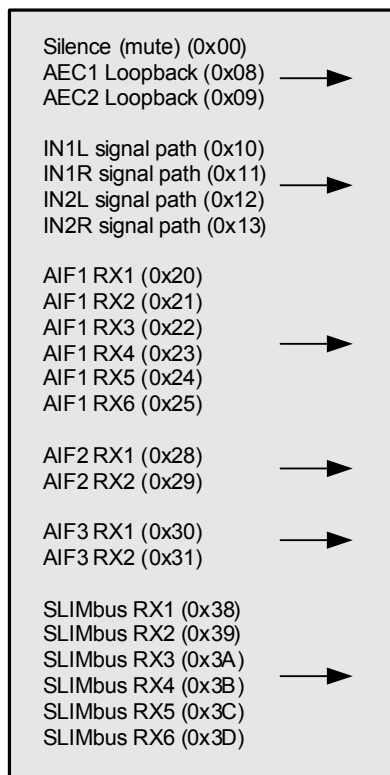 Silence (mute) (0x00)
AEC1 Loopback (0x08)
AEC2 Loopback (0x09)
IN1L signal path (0x10)
IN1R signal path (0x11)
IN2L signal path (0x12)
IN2R signal path (0x13)
AIF1 RX1 (0x20)
AIF1 RX2 (0x21)
AIF1 RX3 (0x22)
AIF1 RX4 (0x23)
AIF1 RX5 (0x24)
AIF1 RX6 (0x25)
AIF2 RX1 (0x28)
AIF2 RX2 (0x29)
AIF3 RX1 (0x30)
AIF3 RX2 (0x31)
SLIMbus RX1 (0x38)
SLIMbus RX2 (0x39)
SLIMbus RX3 (0x3A)
SLIMbus RX4 (0x3B)
SLIMbus RX5 (0x3C)
SLIMbus RX6 (0x3D)